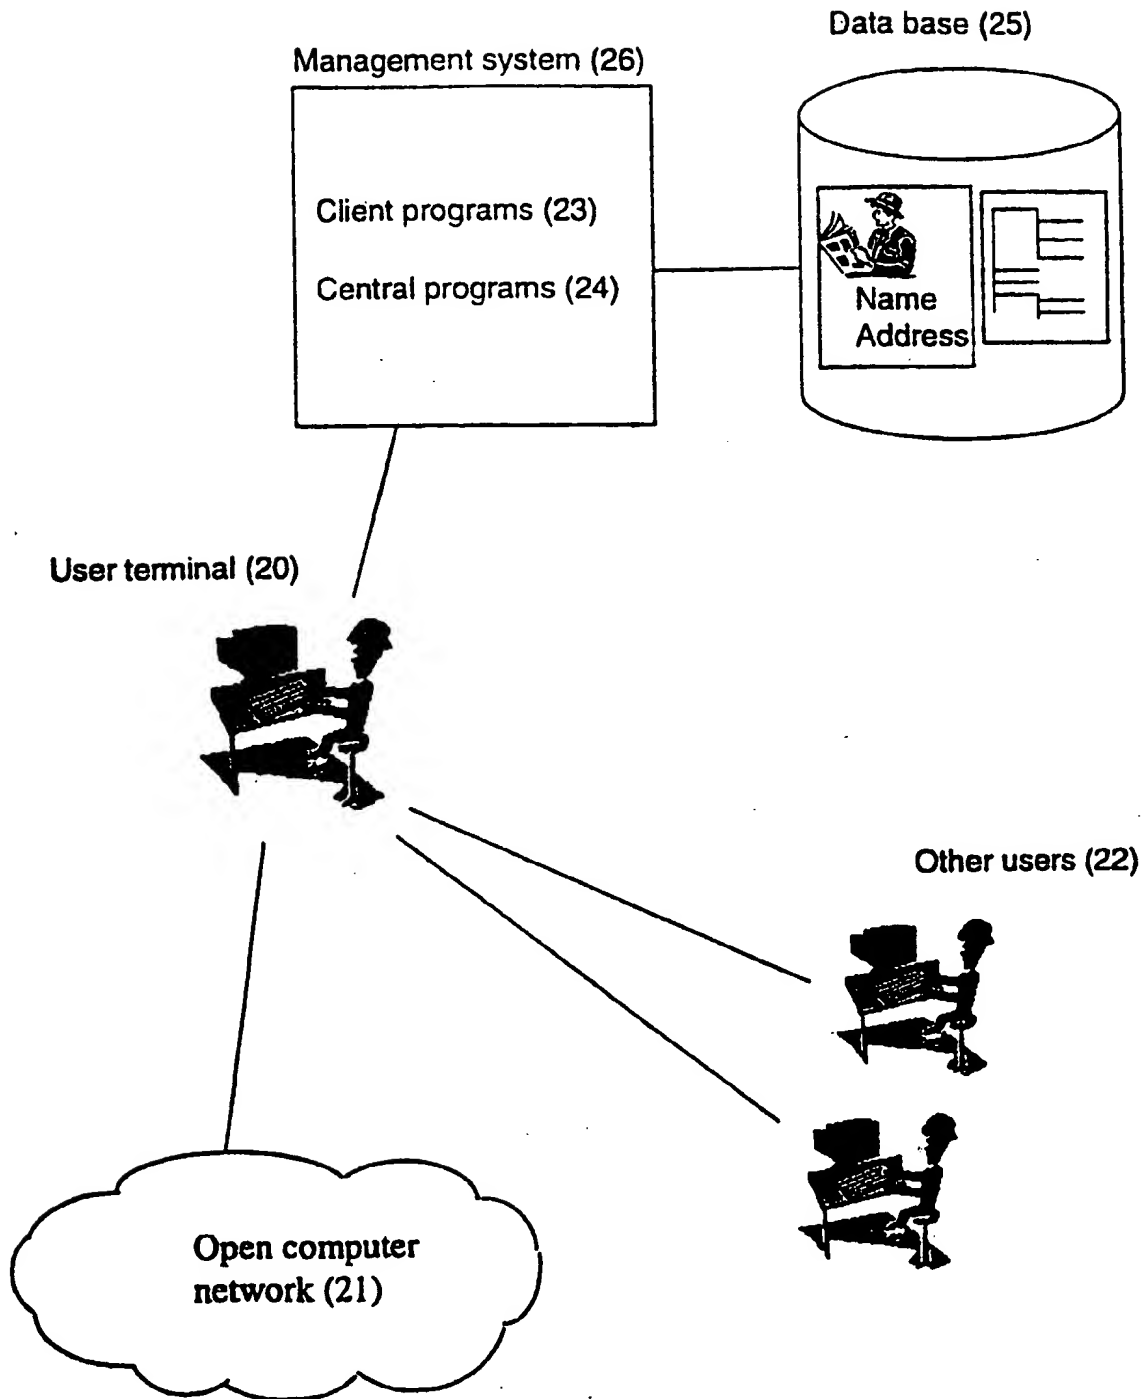 Data base (25)
Management system (26)
Client programs (23)
Central programs (24)
Name
Address
User terminal (20)
Other users (22)
Open computer
network (21)